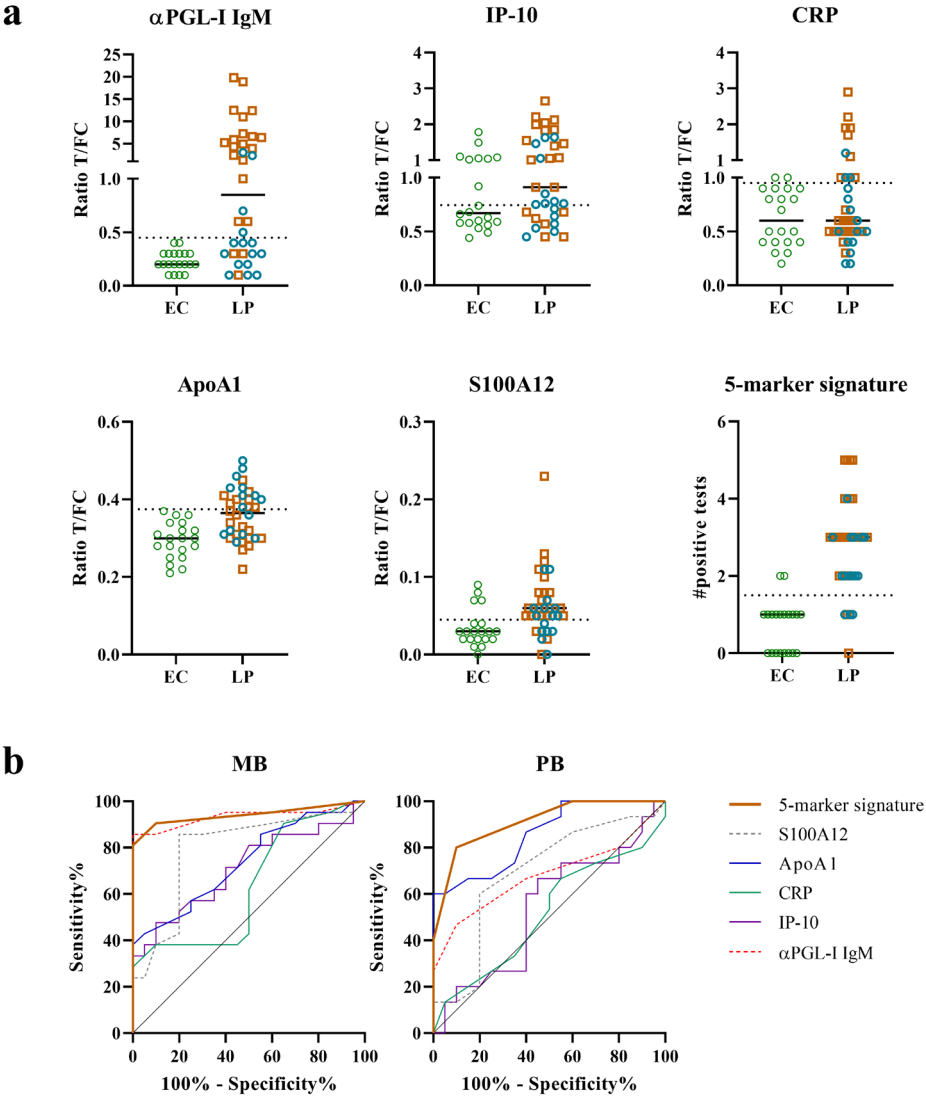 a
αPGL-I IgM
IP-10
CRP
Ratio T/FC
25
20
15
10
5
1.0
0.5
0.0
EC
LP
Ratio T/FC
4
3
2
1
1.0
0.5
0.0
EC
LP
Ratio T/FC
4
3
2
1
1.0
0.5
0.0
EC
LP
ApoA1
S100A12
5-marker signature
Ratio T/FC
0.6
0.4
0.2
0.0
EC
LP
Ratio T/FC
0.3
0.2
0.1
0.0
EC
LP
#positive tests
6
4
2
0
EC
LP
b
MB
PB
Sensitivity%
100
80
60
40
20
0
0 20 40 60 80 100
100% - Specificity%
Sensitivity%
100
80
60
40
20
0
0 20 40 60 80 100
100% - Specificity%
5-marker signature
S100A12
ApoA1
CRP
IP-10
αPGL-I IgM